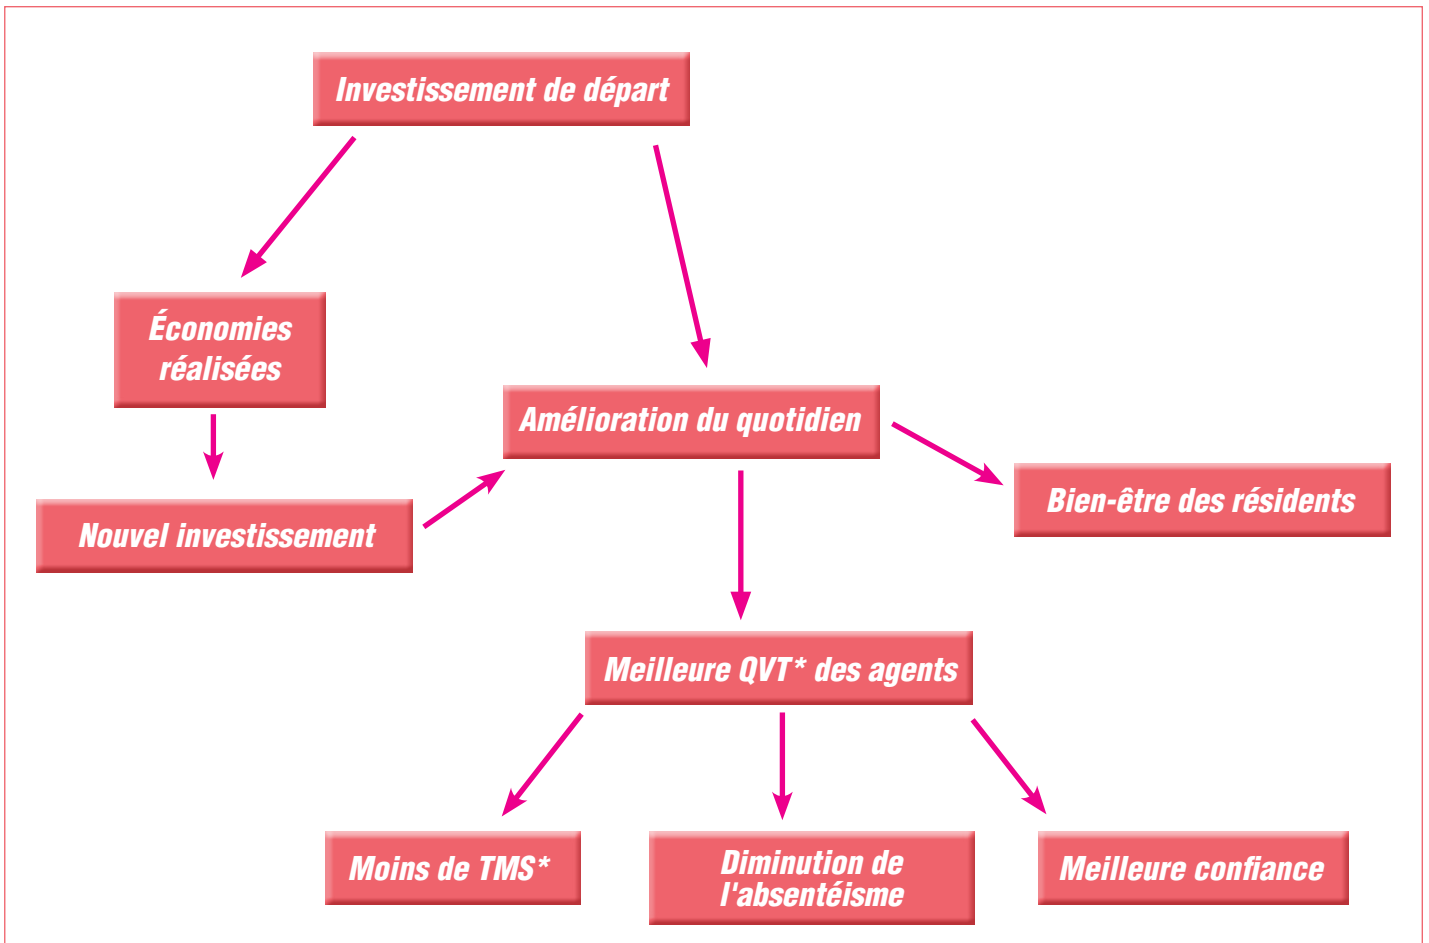 Investissement de départ
Économies
réalisées
Amélioration du quotidien
Bien-être des résidents
Nouvel investissement
Meilleure QVT* des agents
Moins de TMS*
Diminution de
l'absentéisme
Meilleure confiance